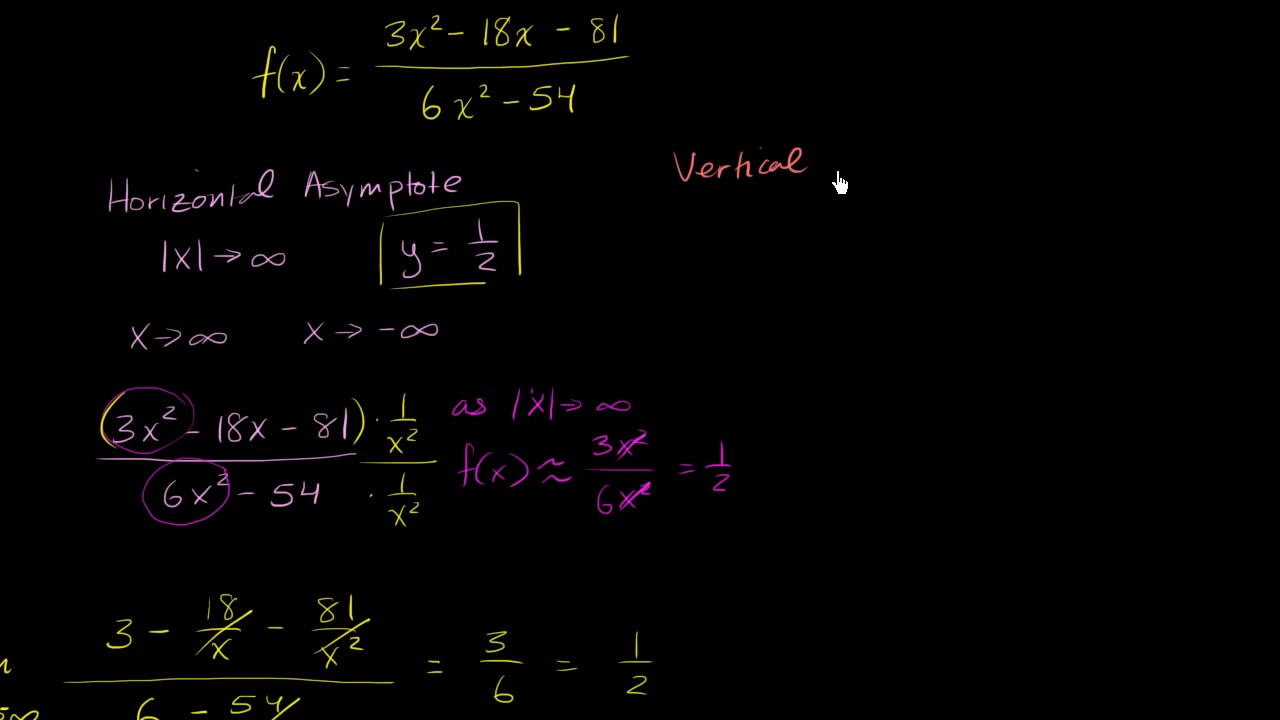 f(x) = (3x² - 18x - 81) / (6x² - 54)
Horizontal Asymptote
Vertical
|x| → ∞
y = 1/2
x → ∞ x → -∞
(3x² - 18x - 81) · 1/x²
6x² - 54 · 1/x²
as |x| → ∞
f(x) ≈ 3x²/6x² = 1/2
3 - 18/x - 81/x²
= 3/6 = 1/2
6 - 54